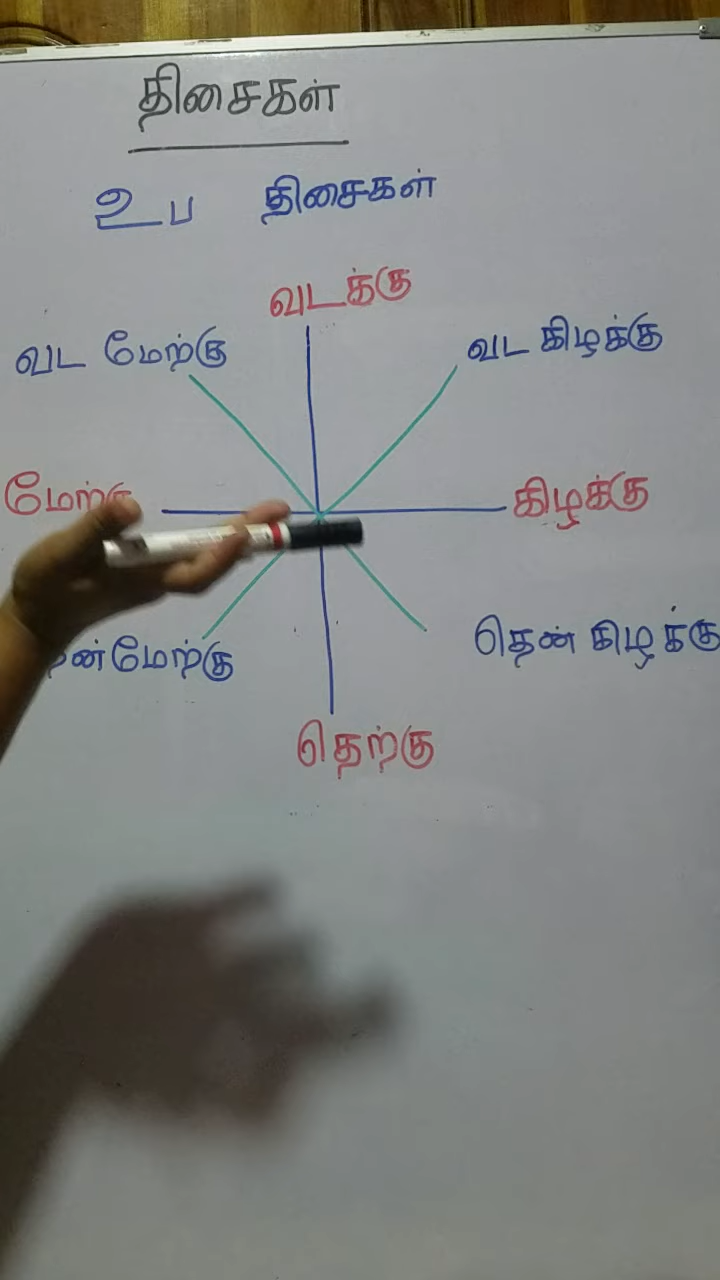 திசைகள்
உப திசைகள்
வடக்கு
வட மேற்கு
வட கிழக்கு
மேற்கு
கிழக்கு
தென் கிழக்கு
தெற்கு